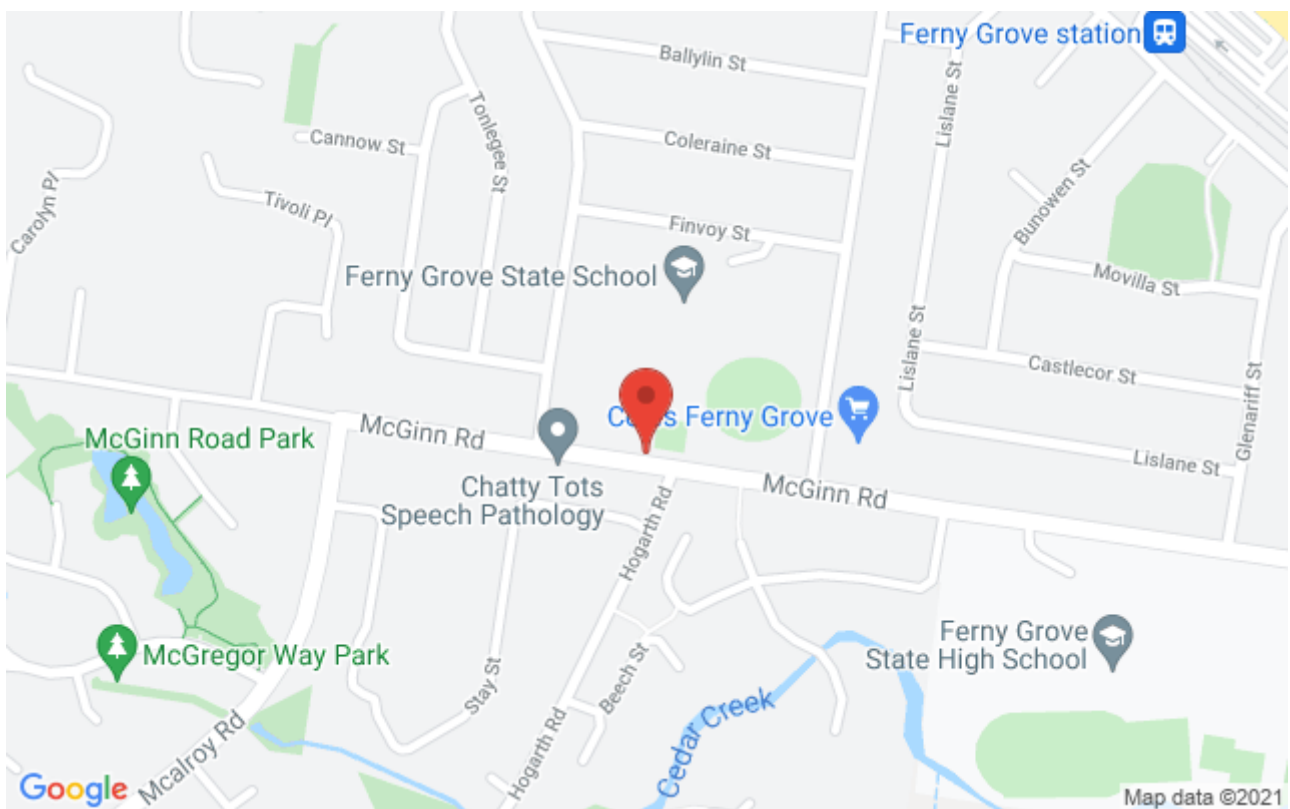 Ferny Grove station
Ballylin St
Lislane St
Coleraine St
Cannow St
Tonlegee St
Carolyn Pl
Tivoli Pl
Finvoy St
Bunowen St
Movilla St
Ferny Grove State School
Lislane St
Castlecor St
Glenariff St
Ferny Grove
McGinn Rd
McGinn Road Park
Lislane St
Chatty Tots
Speech Pathology
McGinn Rd
Hogarth Rd
Ferny Grove
State High School
McGregor Way Park
Stay St
Beech St
Cedar Creek
Hogarth Rd
Mcalroy Rd
Google
Map data ©2021